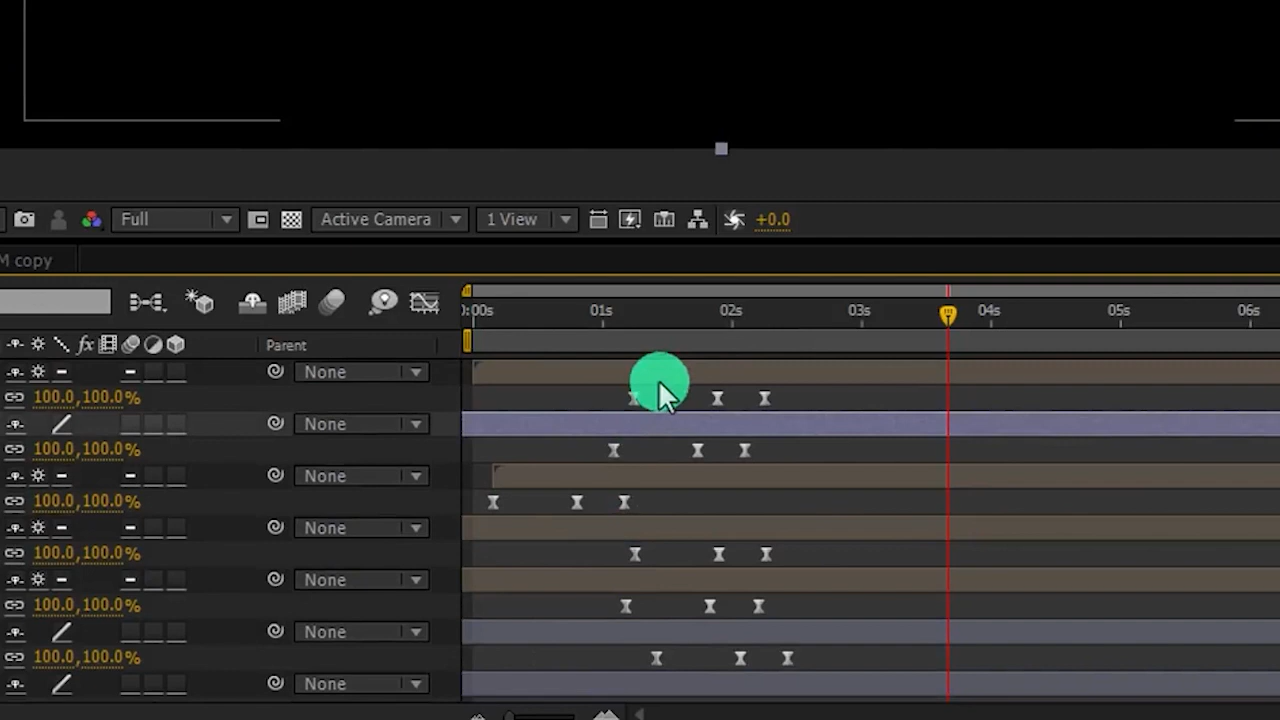 Full Active Camera 1 View +0.0
M copy
0:00s 01s 02s 03s 04s 05s 06s
fx Parent
None
100.0,100.0%
None
100.0,100.0%
None
100.0,100.0%
None
100.0,100.0%
None
100.0,100.0%
None
100.0,100.0%
None